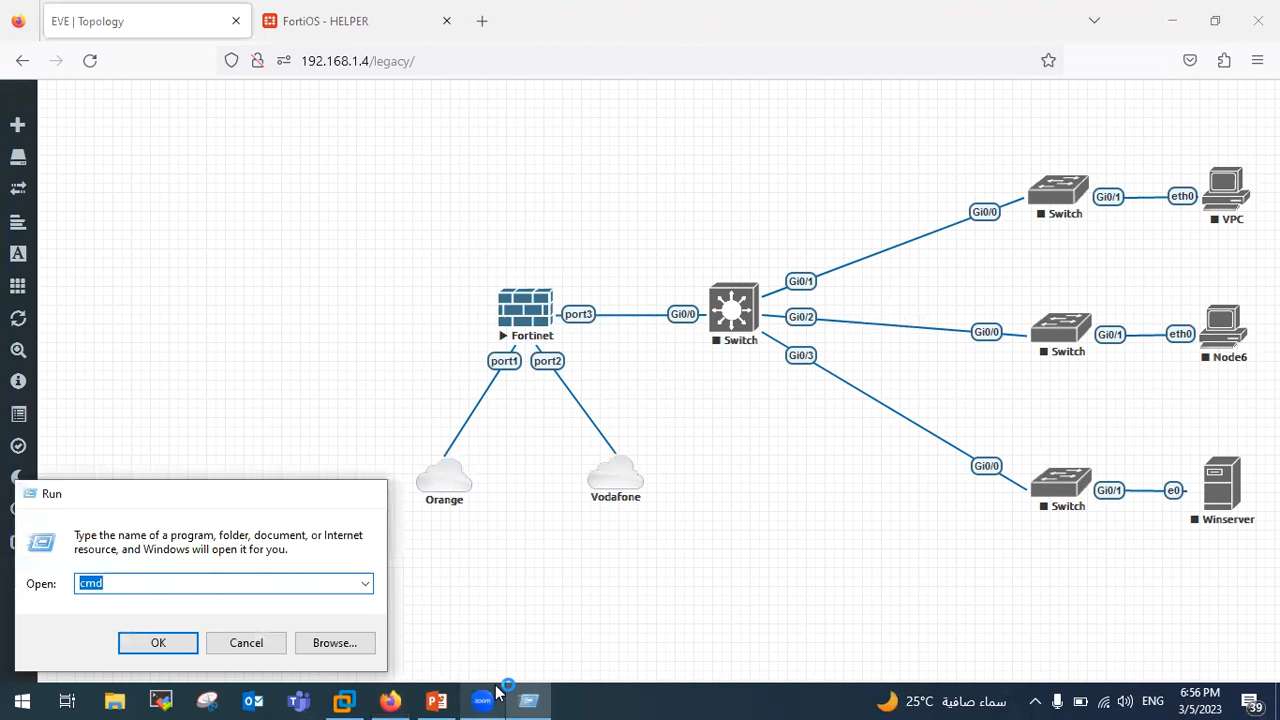 EVE | Topology
FortiOS - HELPER
192.168.1.4/legacy/
Gi0/0
Switch
Gi0/1
eth0
VPC
Fortinet
port3
Gi0/0
Switch
Gi0/1
Gi0/2
Gi0/3
Gi0/0
Switch
Gi0/1
eth0
Node6
port1
port2
Orange
Vodafone
Gi0/0
Switch
Gi0/1
e0
Winserver
Run
Type the name of a program, folder, document, or Internet
resource, and Windows will open it for you.
Open:
cmd
OK
Cancel
Browse...
zoom
25°C
سماء صافية
ENG
6:56 PM
3/5/2023
39